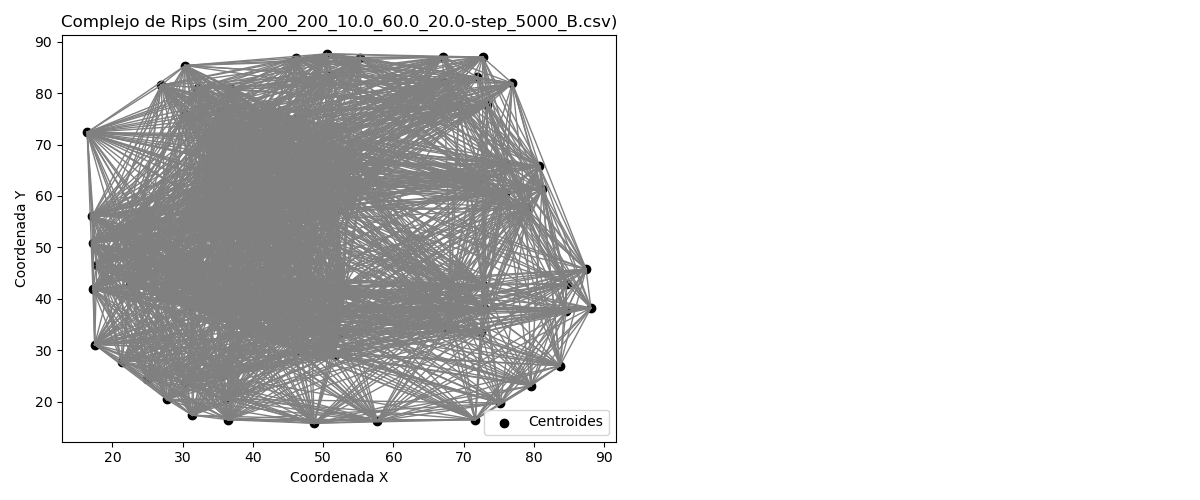 Complejo de Rips (sim_200_200_10.0_60.0_20.0-step_5000_B.csv)
90
80
70
60
50
40
30
20
Coordenada Y
Centroides
20 30 40 50 60 70 80 90
Coordenada X